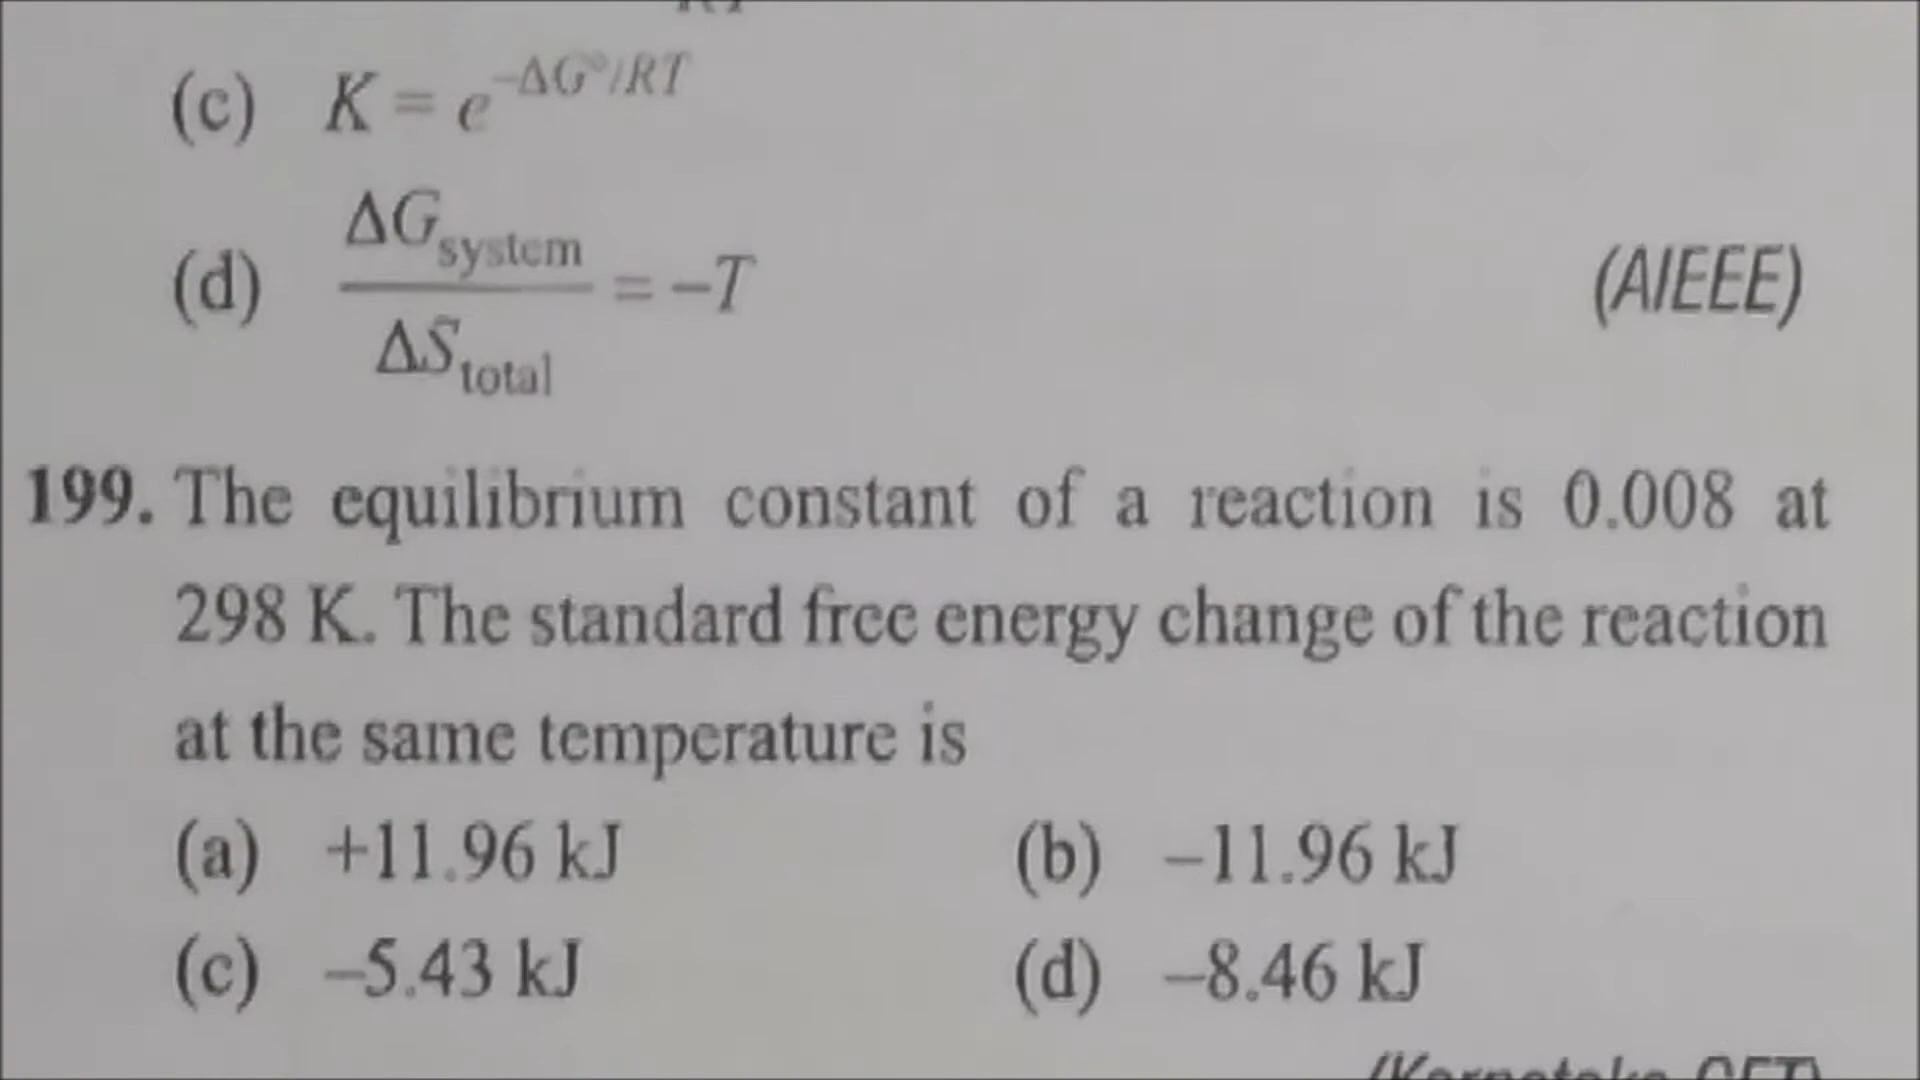 (c) K = e^{-ΔG°/RT}
(d) ΔG_system / ΔS_total = –T (AIEEE)
199. The equilibrium constant of a reaction is 0.008 at
298 K. The standard free energy change of the reaction
at the same temperature is
(a) +11.96 kJ (b) –11.96 kJ
(c) –5.43 kJ (d) –8.46 kJ